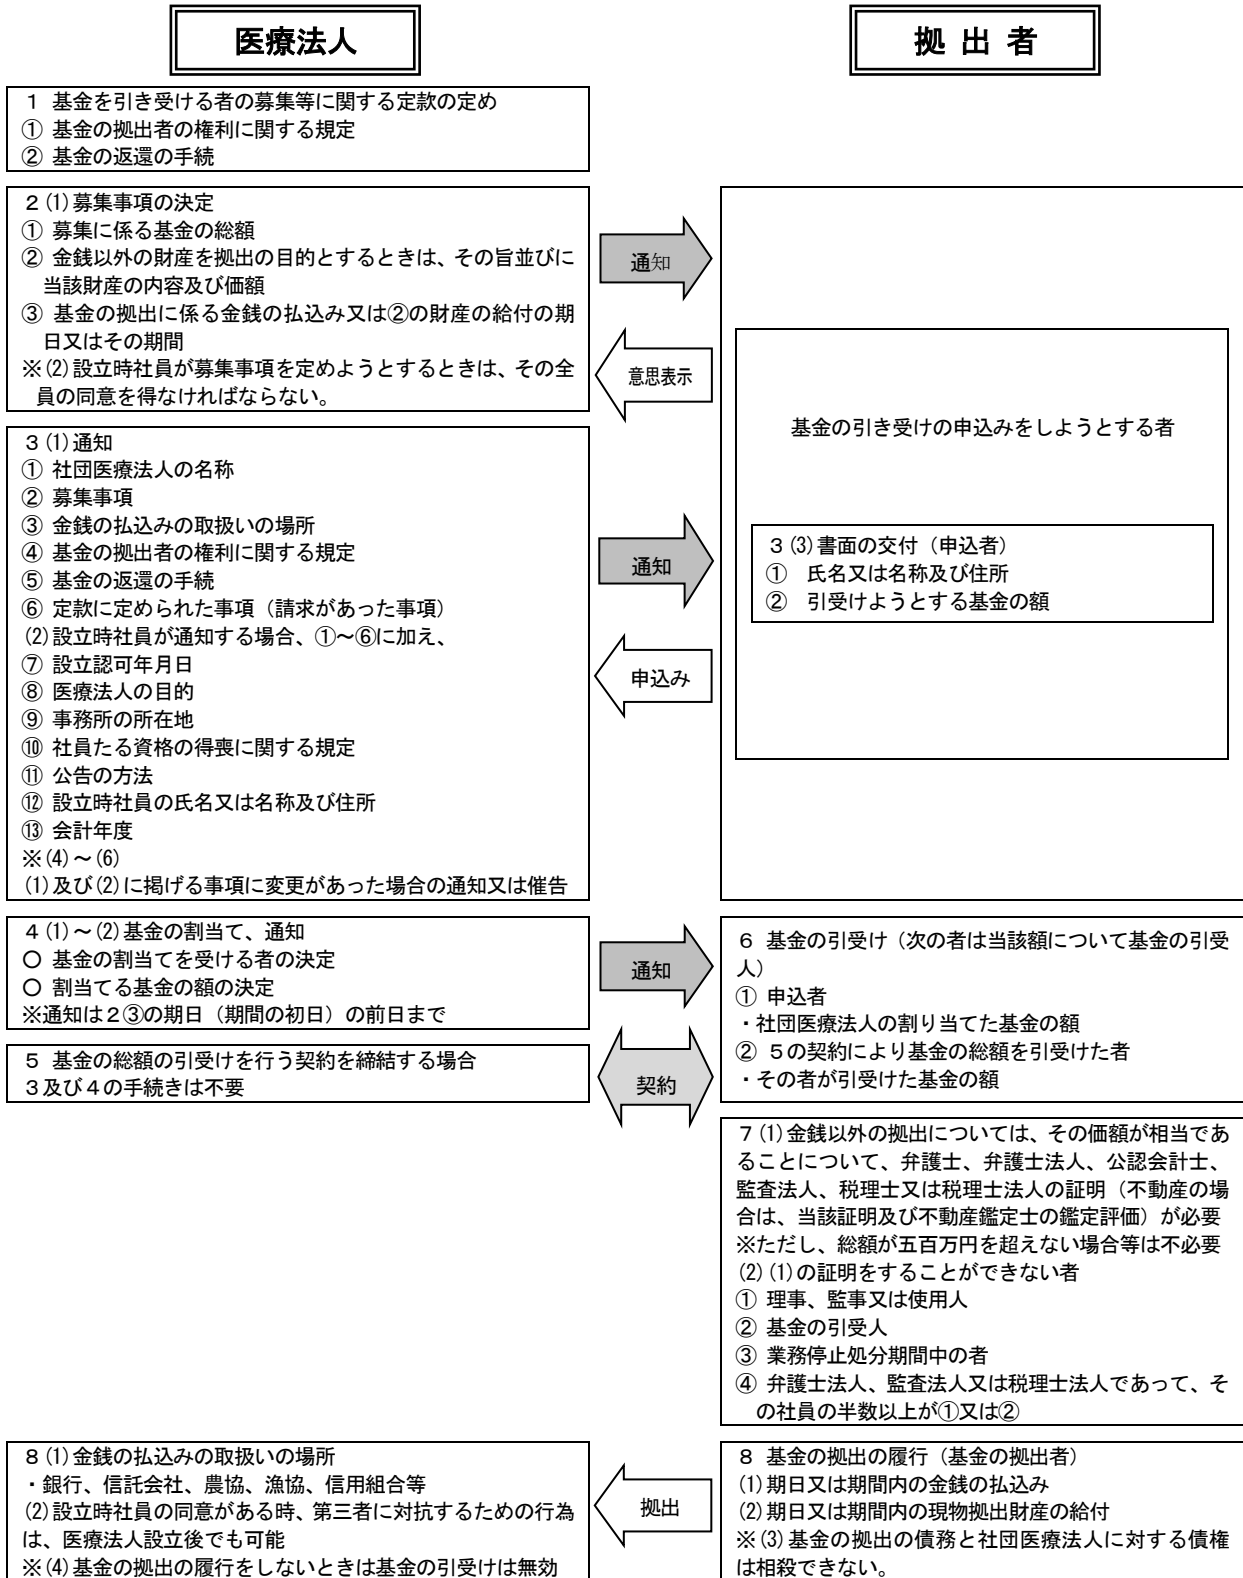 医療法人
拠 出 者
１ 基金を引き受ける者の募集等に関する定款の定め
① 基金の拠出者の権利に関する規定
② 基金の返還の手続
２(1)募集事項の決定
① 募集に係る基金の総額
② 金銭以外の財産を拠出の目的とするときは、その旨並びに
当該財産の内容及び価額
③ 基金の拠出に係る金銭の払込み又は②の財産の給付の期
日又はその期間
※(2)設立時社員が募集事項を定めようとするときは、その全
員の同意を得なければならない。
通知
意思表示
基金の引き受けの申込みをしようとする者
３(1)通知
① 社団医療法人の名称
② 募集事項
③ 金銭の払込みの取扱いの場所
④ 基金の拠出者の権利に関する規定
⑤ 基金の返還の手続
⑥ 定款に定められた事項（請求があった事項）
(2)設立時社員が通知する場合、①～⑥に加え、
⑦ 設立認可年月日
⑧ 医療法人の目的
⑨ 事務所の所在地
⑩ 社員たる資格の得喪に関する規定
⑪ 公告の方法
⑫ 設立時社員の氏名又は名称及び住所
⑬ 会計年度
※(4)～(6)
(1)及び(2)に掲げる事項に変更があった場合の通知又は催告
通知
申込み
３(3)書面の交付（申込者）
① 氏名又は名称及び住所
② 引受けようとする基金の額
４(1)～(2)基金の割当て、通知
○ 基金の割当てを受ける者の決定
○ 割当てる基金の額の決定
※通知は２③の期日（期間の初日）の前日まで
通知
５ 基金の総額の引受けを行う契約を締結する場合
３及び４の手続きは不要
契約
６ 基金の引受け（次の者は当該額について基金の引受
人）
① 申込者
・社団医療法人の割り当てた基金の額
② ５の契約により基金の総額を引受けた者
・その者が引受けた基金の額
７(1)金銭以外の拠出については、その価額が相当であ
ることについて、弁護士、弁護士法人、公認会計士、
監査法人、税理士又は税理士法人の証明（不動産の場
合は、当該証明及び不動産鑑定士の鑑定評価）が必要
※ただし、総額が五百万円を超えない場合等は不必要
(2)(1)の証明をすることができない者
① 理事、監事又は使用人
② 基金の引受人
③ 業務停止処分期間中の者
④ 弁護士法人、監査法人又は税理士法人であって、そ
の社員の半数以上が①又は②
８(1)金銭の払込みの取扱いの場所
・銀行、信託会社、農協、漁協、信用組合等
(2)設立時社員の同意がある時、第三者に対抗するための行為
は、医療法人設立後でも可能
※(4)基金の拠出の履行をしないときは基金の引受けは無効
拠出
８ 基金の拠出の履行（基金の拠出者）
(1)期日又は期間内の金銭の払込み
(2)期日又は期間内の現物拠出財産の給付
※(3)基金の拠出の債務と社団医療法人に対する債権
は相殺できない。